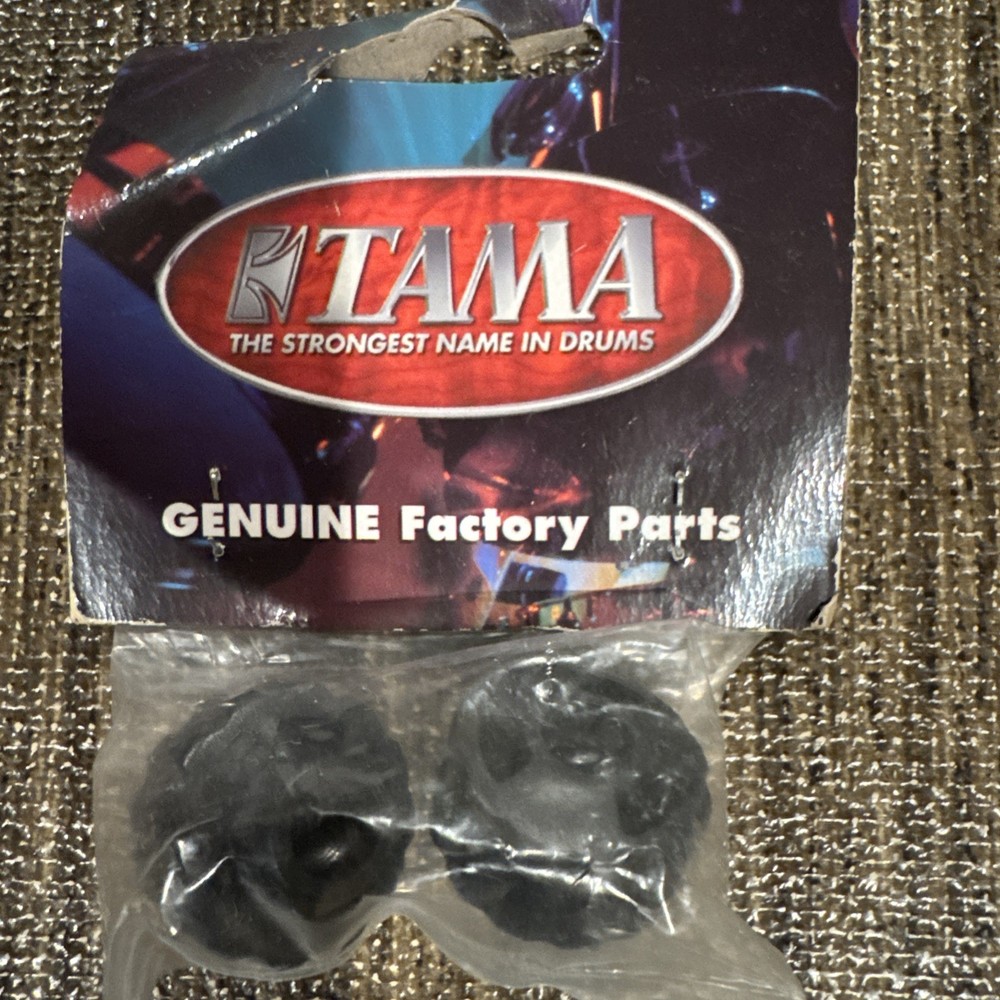 TAMA
THE STRONGEST NAME IN DRUMS
GENUINE Factory Parts